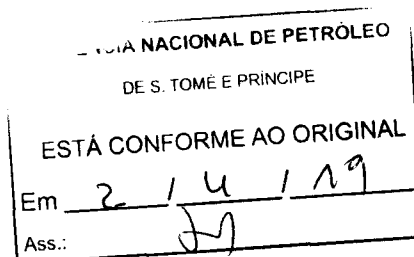 NACIONAL DE PETRÓLEO
DE S. TOMÉ E PRÍNCIPE
ESTÁ CONFORME AO ORIGINAL
Em 2 / 4 / 19
Ass.: